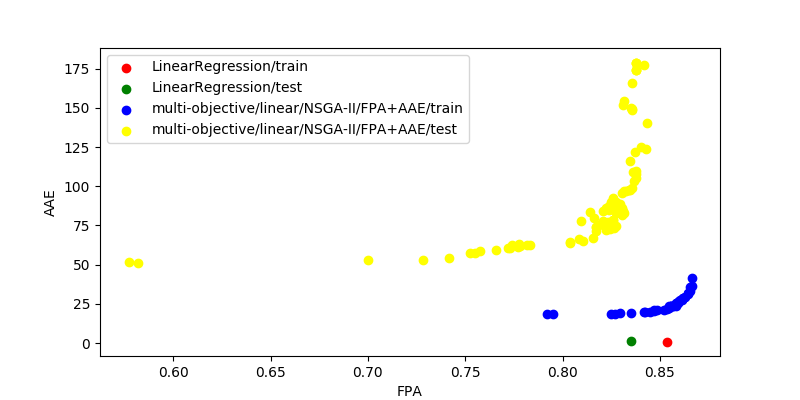 LinearRegression/train
LinearRegression/test
multi-objective/linear/NSGA-II/FPA+AAE/train
multi-objective/linear/NSGA-II/FPA+AAE/test
175
150
125
100
75
50
25
0
AAE
0.60 0.65 0.70 0.75 0.80 0.85
FPA